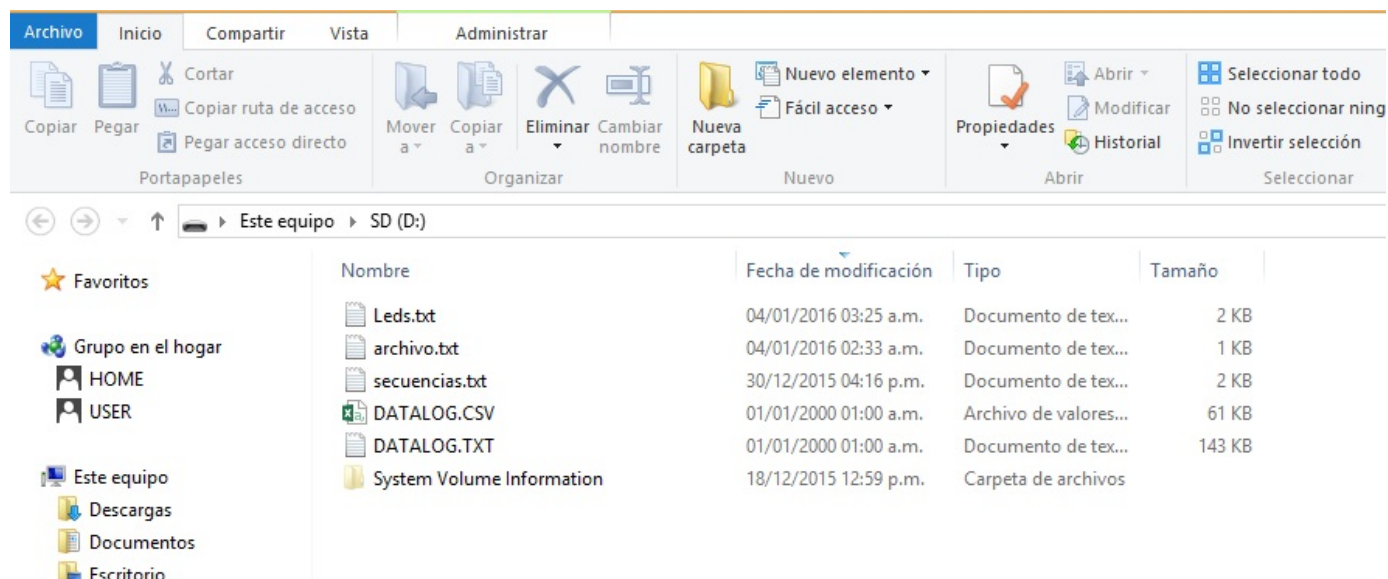 Archivo Inicio Compartir Vista Administrar
Copiar
Pegar
Cortar
Copiar ruta de acceso
Pegar acceso directo
Portapapeles
Mover a
Copiar a
Eliminar
Cambiar nombre
Organizar
Nueva carpeta
Nuevo elemento
Fácil acceso
Nuevo
Propiedades
Abrir
Modificar
Historial
Abrir
Seleccionar todo
No seleccionar ning
Invertir selección
Seleccionar
Este equipo SD (D:)
Favoritos
Grupo en el hogar
HOME
USER
Este equipo
Descargas
Documentos
Escritorio
Nombre Fecha de modificación Tipo Tamaño
Leds.txt 04/01/2016 03:25 a.m. Documento de tex... 2 KB
archivo.txt 04/01/2016 02:33 a.m. Documento de tex... 1 KB
secuencias.txt 30/12/2015 04:16 p.m. Documento de tex... 2 KB
DATALOG.CSV 01/01/2000 01:00 a.m. Archivo de valores... 61 KB
DATALOG.TXT 01/01/2000 01:00 a.m. Documento de tex... 143 KB
System Volume Information 18/12/2015 12:59 p.m. Carpeta de archivos